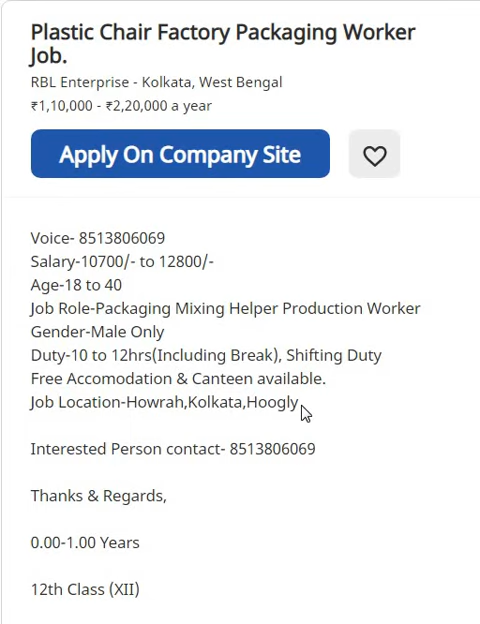 Plastic Chair Factory Packaging Worker
Job.
RBL Enterprise - Kolkata, West Bengal
₹1,10,000 - ₹2,20,000 a year
Apply On Company Site
Voice- 8513806069
Salary-10700/- to 12800/-
Age-18 to 40
Job Role-Packaging Mixing Helper Production Worker
Gender-Male Only
Duty-10 to 12hrs(Including Break), Shifting Duty
Free Accomodation & Canteen available.
Job Location-Howrah,Kolkata,Hoogly
Interested Person contact- 8513806069
Thanks & Regards,
0.00-1.00 Years
12th Class (XII)